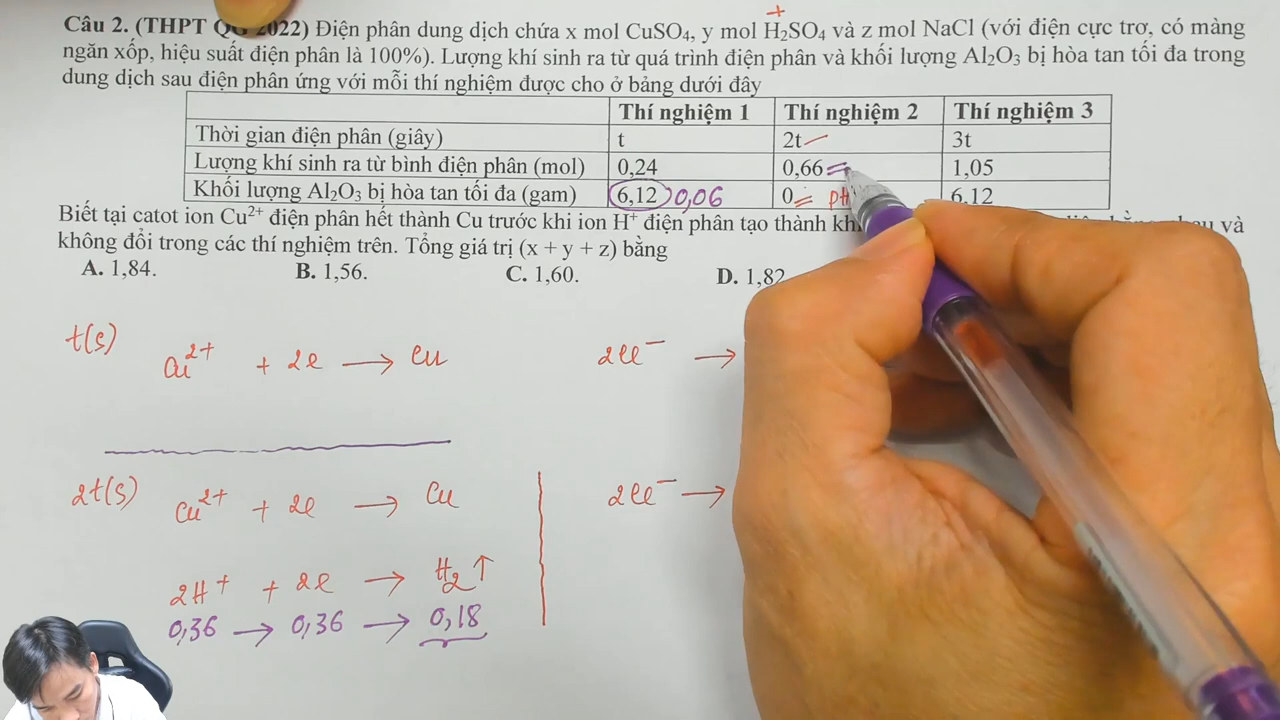 Câu 2. (THPT QG 2022) Điện phân dung dịch chứa x mol CuSO₄, y mol H₂SO₄ và z mol NaCl (với điện cực trơ, có màng
+
ngăn xốp, hiệu suất điện phân là 100%). Lượng khí sinh ra từ quá trình điện phân và khối lượng Al₂O₃ bị hòa tan tối đa trong
dung dịch sau điện phân ứng với mỗi thí nghiệm được cho ở bảng dưới đây
Thí nghiệm 1 Thí nghiệm 2 Thí nghiệm 3
Thời gian điện phân (giây) t 2t 3t
Lượng khí sinh ra từ bình điện phân (mol) 0,24 0,66 1,05
Khối lượng Al₂O₃ bị hòa tan tối đa (gam) 6,12 0,06 0 pH 6,12
Biết tại catot ion Cu²⁺ điện phân hết thành Cu trước khi ion H⁺ điện phân tạo thành và
không đổi trong các thí nghiệm trên. Tổng giá trị (x + y + z) bằng
A. 1,84. B. 1,56. C. 1,60. D. 1,82
t(s) Cu²⁺ + 2e → Cu 2Cl⁻ →
2t(s) Cu²⁺ + 2e → Cu 2Cl⁻ →
2H⁺ + 2e → H₂↑
0,36 → 0,36 → 0,18